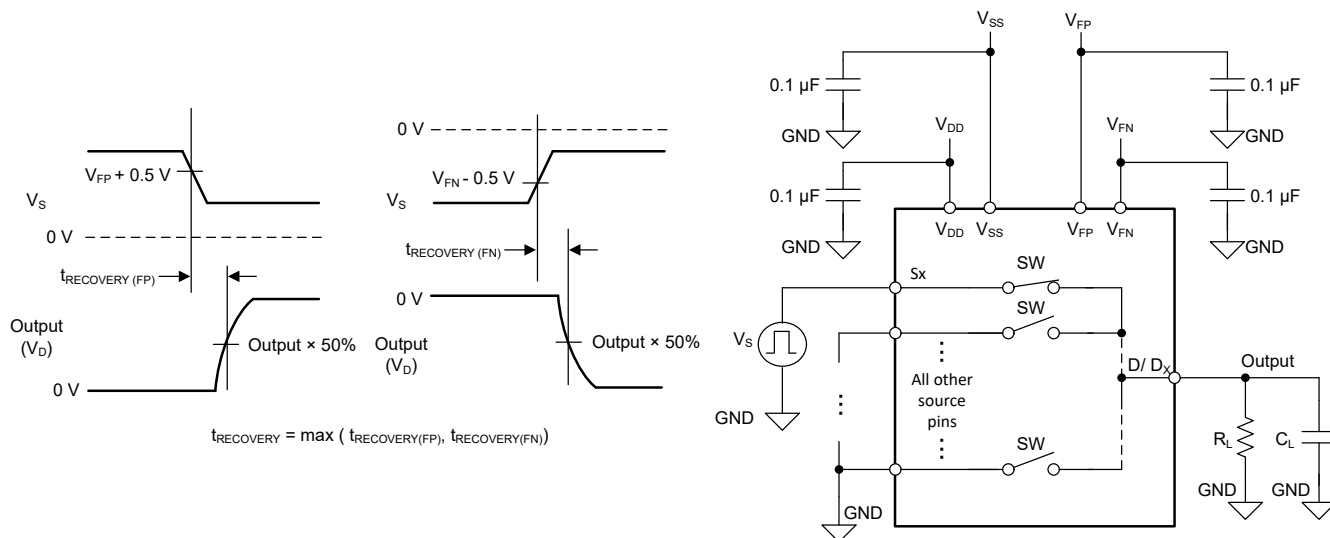 0 V
V_FP + 0.5 V
V_S
0 V
t_RECOVERY (FP)
Output
(V_D)
Output × 50%
0 V
0 V
V_FN - 0.5 V
V_S
t_RECOVERY (FN)
0 V
Output
(V_D)
Output × 50%
t_RECOVERY = max ( t_RECOVERY(FP), t_RECOVERY(FN))
V_SS
V_FP
0.1 µF
GND
0.1 µF
GND
V_DD
V_FN
0.1 µF
GND
0.1 µF
GND
V_DD
V_SS
V_FP
V_FN
Sx
SW
SW
V_S
GND
...
...
All other
source
pins
...
SW
GND
D/ D_X
Output
R_L
C_L
GND
GND